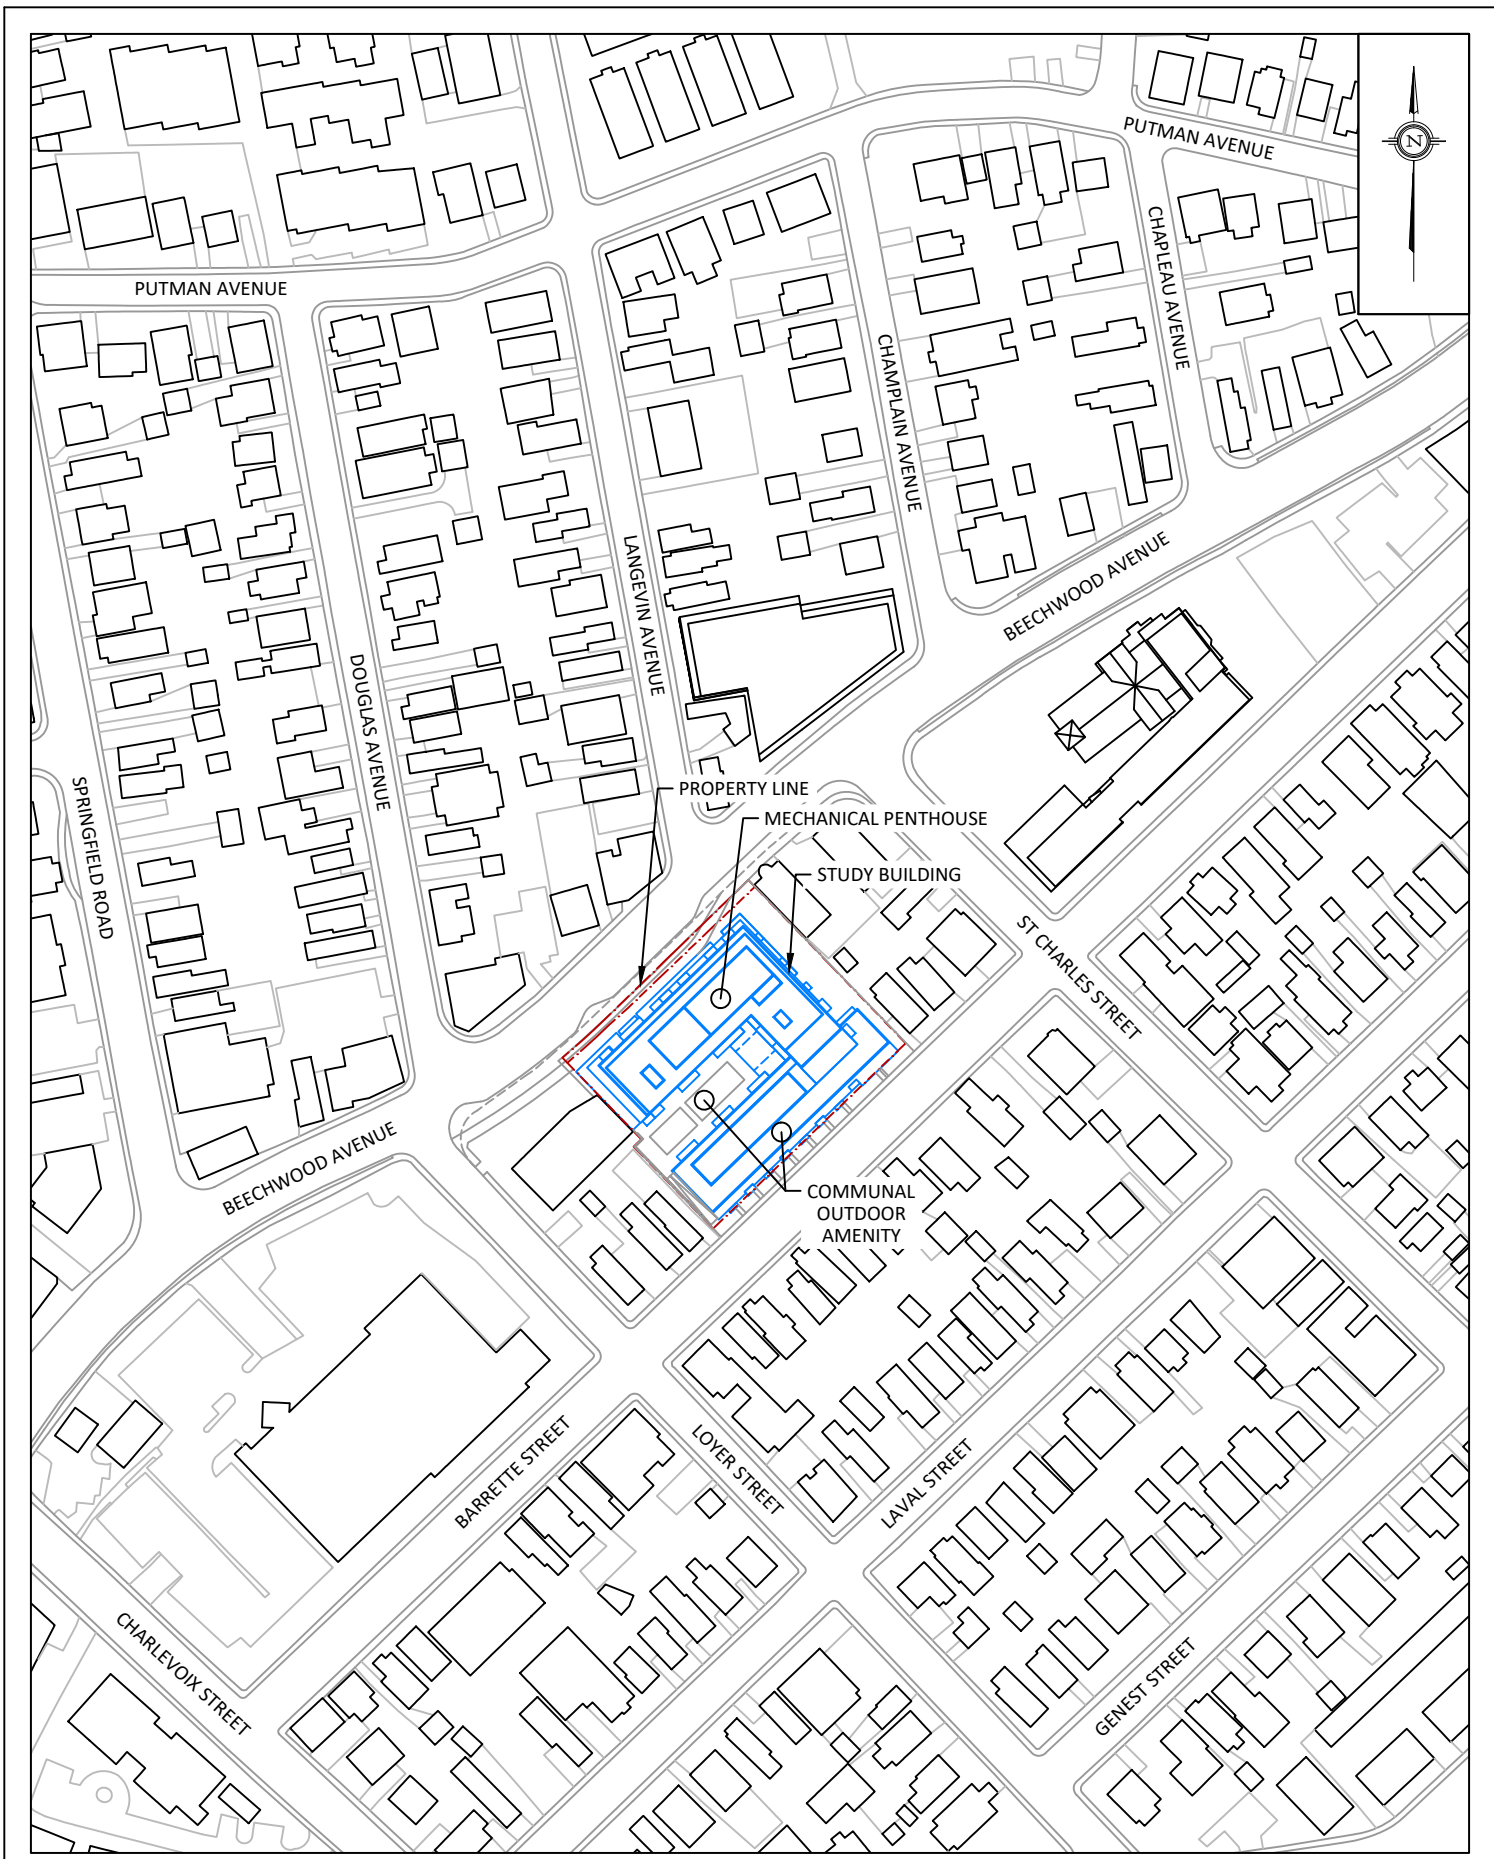 PUTMAN AVENUE
N
CHAPLEAU AVENUE
PUTMAN AVENUE
CHAMPLAIN AVENUE
LANGEVIN AVENUE
BEECHWOOD AVENUE
DOUGLAS AVENUE
SPRINGFIELD ROAD
PROPERTY LINE
MECHANICAL PENTHOUSE
STUDY BUILDING
ST CHARLES STREET
BEECHWOOD AVENUE
COMMUNAL
OUTDOOR
AMENITY
BARRETTE STREET
LOYER STREET
LAVAL STREET
CHARLEVOIX STREET
GENEST STREET